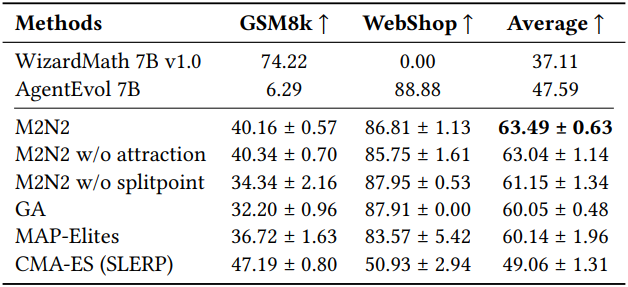 Methods GSM8k ↑ WebShop ↑ Average ↑
WizardMath 7B v1.0 74.22 0.00 37.11
AgentEvol 7B 6.29 88.88 47.59
M2N2 40.16 ± 0.57 86.81 ± 1.13 63.49 ± 0.63
M2N2 w/o attraction 40.34 ± 0.70 85.75 ± 1.61 63.04 ± 1.14
M2N2 w/o splitpoint 34.34 ± 2.16 87.95 ± 0.53 61.15 ± 1.34
GA 32.20 ± 0.96 87.91 ± 0.00 60.05 ± 0.48
MAP-Elites 36.72 ± 1.63 83.57 ± 5.42 60.14 ± 1.96
CMA-ES (SLERP) 47.19 ± 0.80 50.93 ± 2.94 49.06 ± 1.31